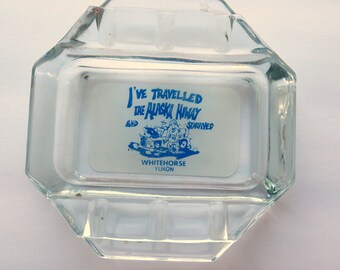 I'VE TRAVELLED
THE ALASKA HIWAY
AND SURVIVED
WHITEHORSE
YUKON